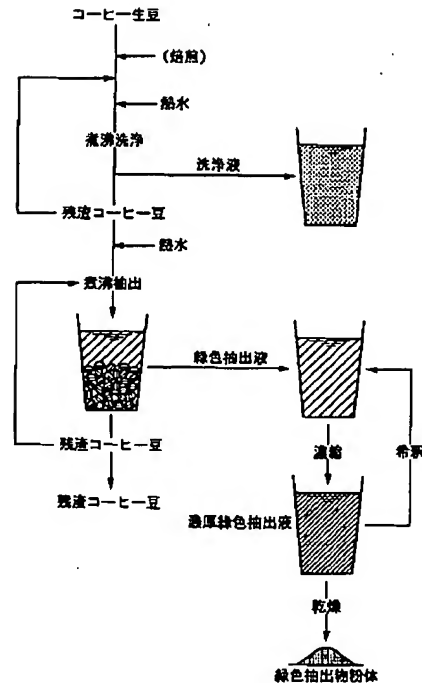 コーヒー生豆
(焙煎)
熱水
煮沸洗浄
洗浄液
残渣コーヒー豆
熱水
煮沸抽出
緑色抽出液
残渣コーヒー豆
濃縮
希釈
残渣コーヒー豆
濃厚緑色抽出液
乾燥
緑色抽出物粉体